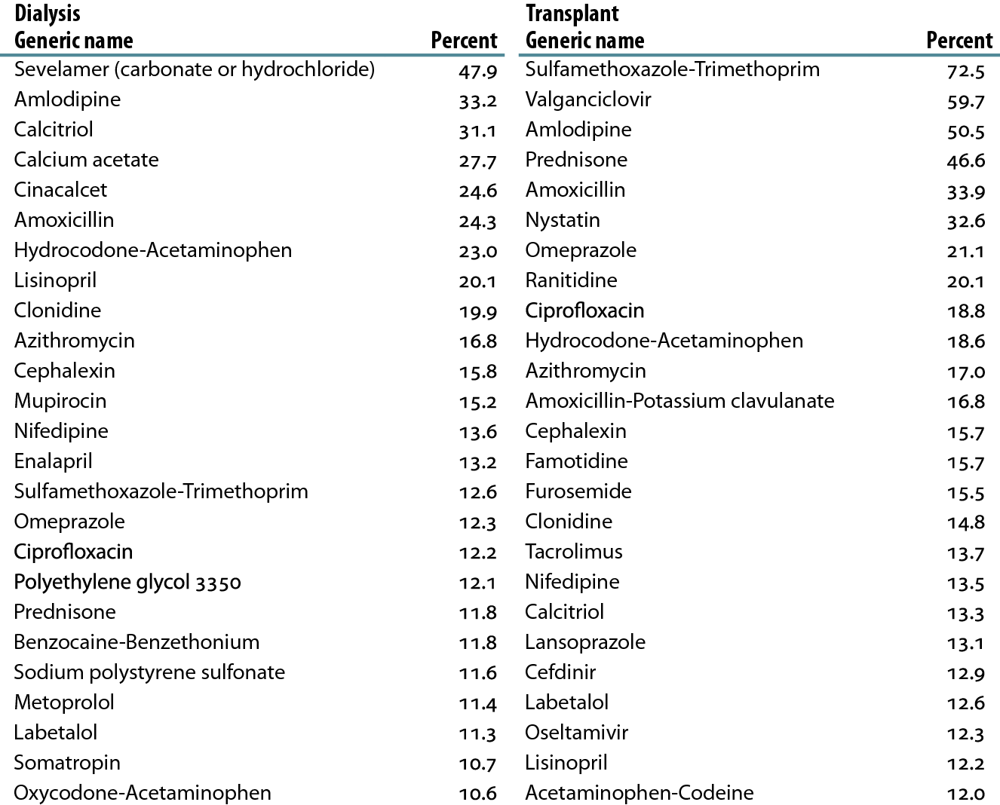 Dialysis Transplant
Generic name Percent Generic name Percent
Sevelamer (carbonate or hydrochloride) 47.9 Sulfamethoxazole-Trimethoprim 72.5
Amlodipine 33.2 Valganciclovir 59.7
Calcitriol 31.1 Amlodipine 50.5
Calcium acetate 27.7 Prednisone 46.6
Cinacalcet 24.6 Amoxicillin 33.9
Amoxicillin 24.3 Nystatin 32.6
Hydrocodone-Acetaminophen 23.0 Omeprazole 21.1
Lisinopril 20.1 Ranitidine 20.1
Clonidine 19.9 Ciprofloxacin 18.8
Azithromycin 16.8 Hydrocodone-Acetaminophen 18.6
Cephalexin 15.8 Azithromycin 17.0
Mupirocin 15.2 Amoxicillin-Potassium clavulanate 16.8
Nifedipine 13.6 Cephalexin 15.7
Enalapril 13.2 Famotidine 15.7
Sulfamethoxazole-Trimethoprim 12.6 Furosemide 15.5
Omeprazole 12.3 Clonidine 14.8
Ciprofloxacin 12.2 Tacrolimus 13.7
Polyethylene glycol 3350 12.1 Nifedipine 13.5
Prednisone 11.8 Calcitriol 13.3
Benzocaine-Benzethonium 11.8 Lansoprazole 13.1
Sodium polystyrene sulfonate 11.6 Cefdinir 12.9
Metoprolol 11.4 Labetalol 12.6
Labetalol 11.3 Oseltamivir 12.3
Somatropin 10.7 Lisinopril 12.2
Oxycodone-Acetaminophen 10.6 Acetaminophen-Codeine 12.0